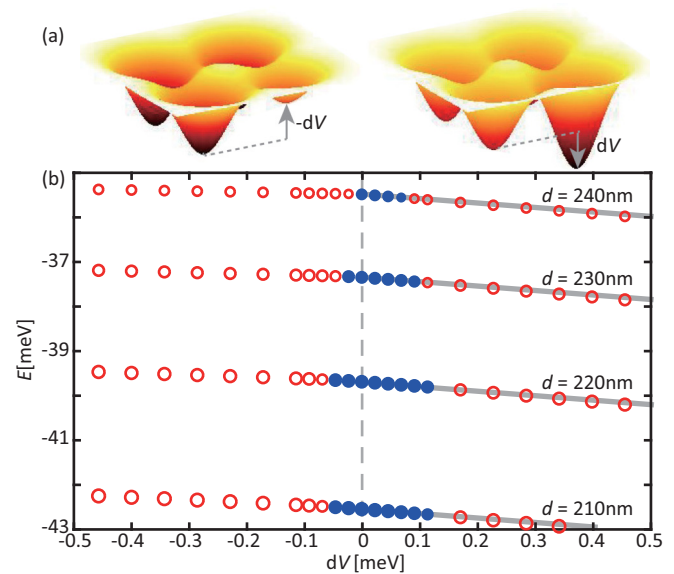 (a)
-dV
dV
(b)
d = 240nm
-37
d = 230nm
E[meV]
-39
d = 220nm
-41
d = 210nm
-43
-0.5 -0.4 -0.3 -0.2 -0.1 0 0.1 0.2 0.3 0.4 0.5
dV [meV]